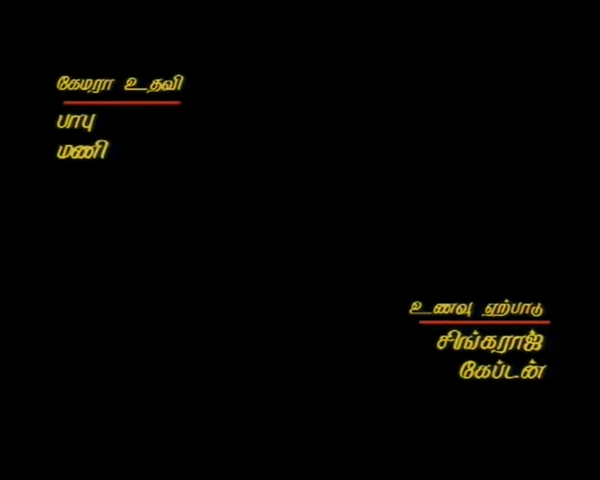 கேமரா உதவி
பாபு
மணி
உணவு ஏற்பாடு
சிங்கராஜ்
கேப்டன்